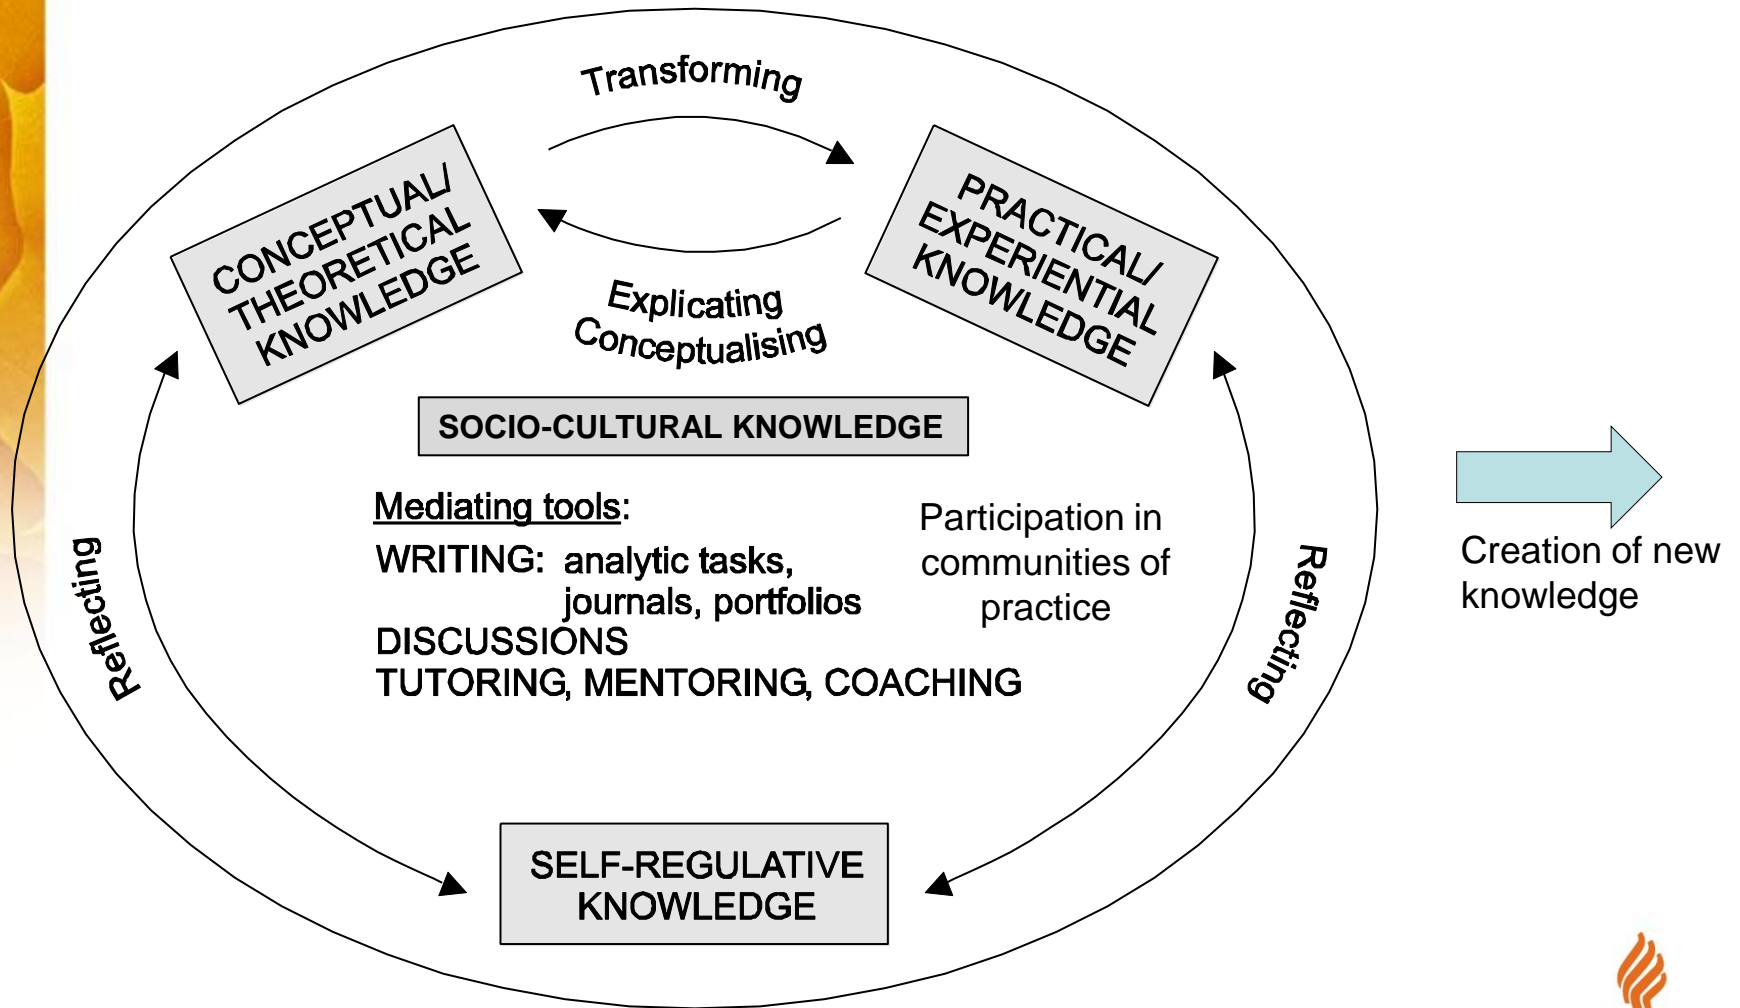 Transforming
CONCEPTUAL/
THEORETICAL
KNOWLEDGE
PRACTICAL/
EXPERIENTIAL
KNOWLEDGE
Explicating
Conceptualising
SOCIO-CULTURAL KNOWLEDGE
Mediating tools:
WRITING: analytic tasks,
journals, portfolios
DISCUSSIONS
TUTORING, MENTORING, COACHING
Participation in
communities of
practice
Reflecting
Reflecting
SELF-REGULATIVE
KNOWLEDGE
Creation of new
knowledge